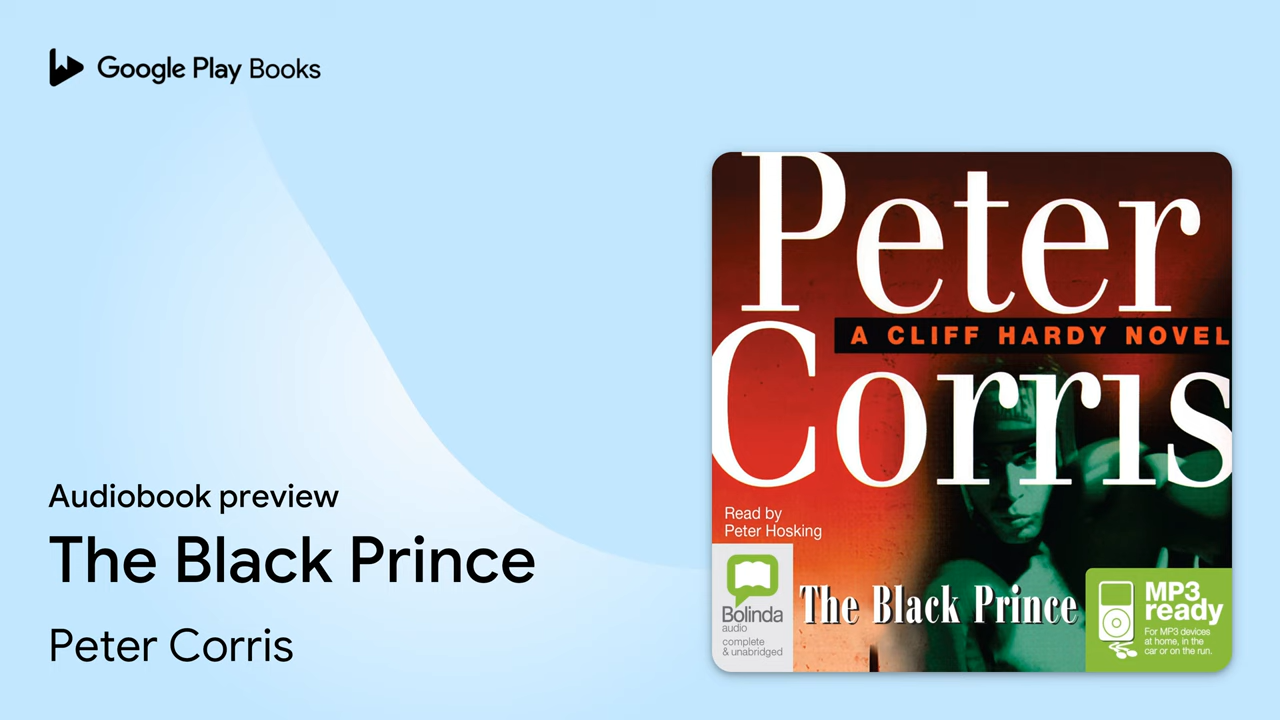 Google Play Books
Audiobook preview
The Black Prince
Peter Corris
Peter
A CLIFF HARDY NOVEL
Corris
Read by
Peter Hosking
Bolinda
audio
complete
& unabridged
The Black Prince
MP3
ready
For MP3 devices
at home, in the
car or on the run.